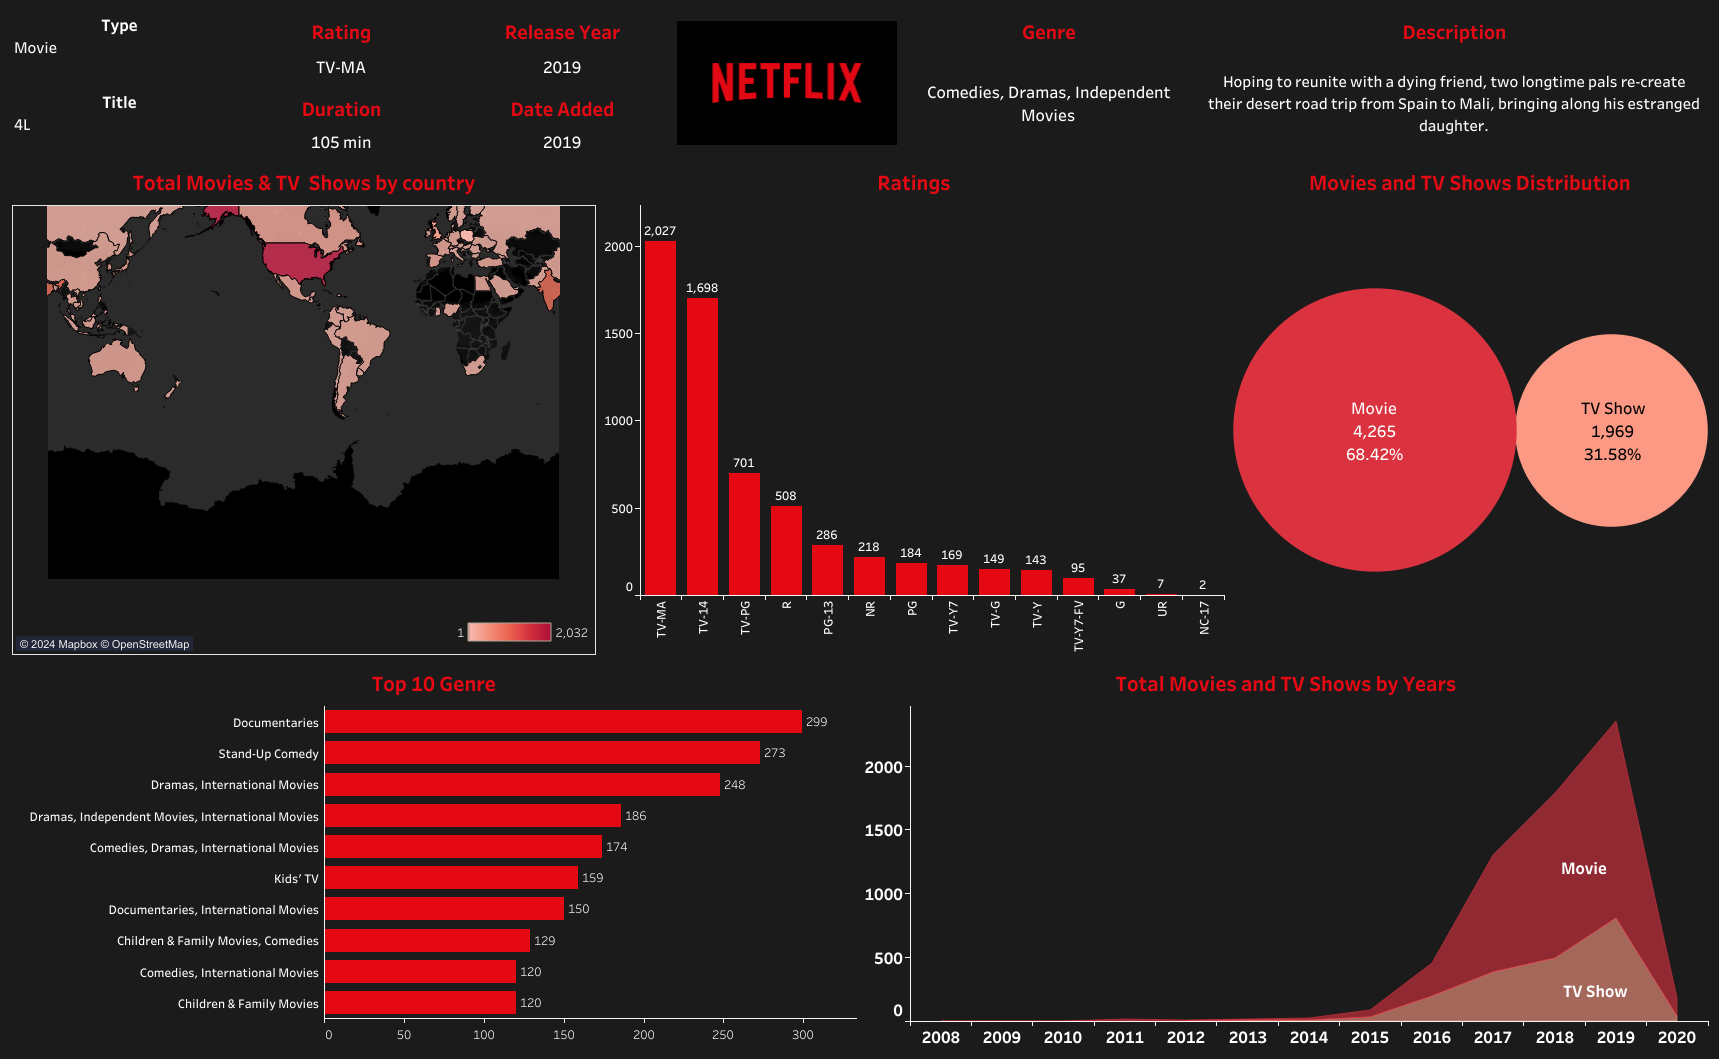 Type
Movie
Title
4L
Rating
TV-MA
Duration
105 min
Release Year
2019
Date Added
2019
NETFLIX
Genre
Comedies, Dramas, Independent
Movies
Description
Hoping to reunite with a dying friend, two longtime pals re-create
their desert road trip from Spain to Mali, bringing along his estranged
daughter.
Total Movies & TV  Shows by country
1
2,032
© 2024 Mapbox © OpenStreetMap
Ratings
2000
1500
1000
500
0
2,027
1,698
701
508
286
218
184
169
149
143
95
37
7
2
TV-MA
TV-14
TV-PG
R
PG-13
NR
PG
TV-Y7
TV-G
TV-Y
TV-Y7-FV
G
UR
NC-17
Movies and TV Shows Distribution
Movie
4,265
68.42%
TV Show
1,969
31.58%
Top 10 Genre
Documentaries 299
Stand-Up Comedy 273
Dramas, International Movies 248
Dramas, Independent Movies, International Movies 186
Comedies, Dramas, International Movies 174
Kids’ TV 159
Documentaries, International Movies 150
Children & Family Movies, Comedies 129
Comedies, International Movies 120
Children & Family Movies 120
0 50 100 150 200 250 300
Total Movies and TV Shows by Years
2000
1500
1000
500
0
Movie
TV Show
2008 2009 2010 2011 2012 2013 2014 2015 2016 2017 2018 2019 2020